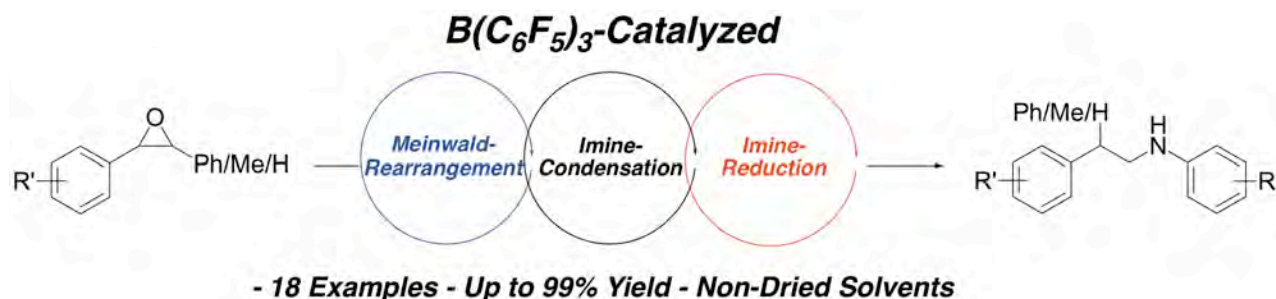 B(C6F5)3-Catalyzed
O
Ph/Me/H
R'
Meinwald-
Rearrangement
Imine-
Condensation
Imine-
Reduction
Ph/Me/H
H
N
R'
R
- 18 Examples - Up to 99% Yield - Non-Dried Solvents